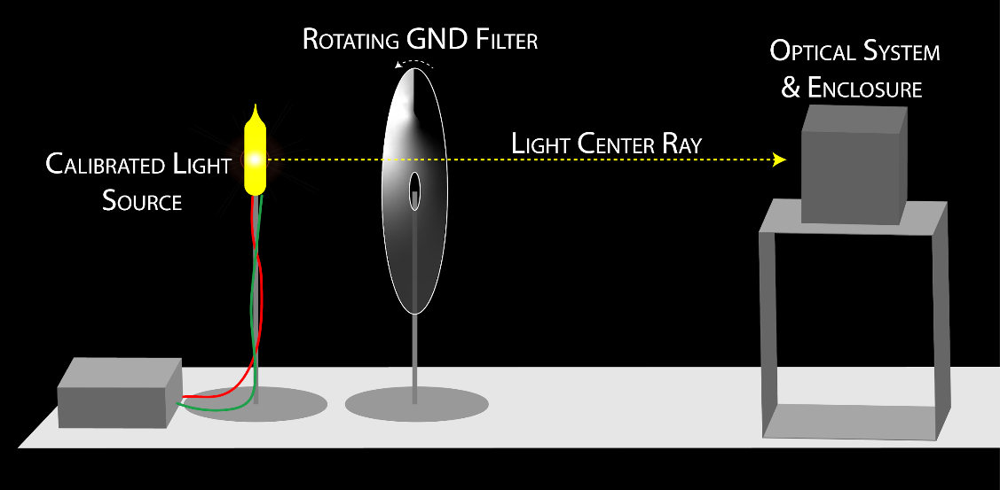 Rotating GND Filter
Optical System
& Enclosure
Light Center Ray
Calibrated Light
Source